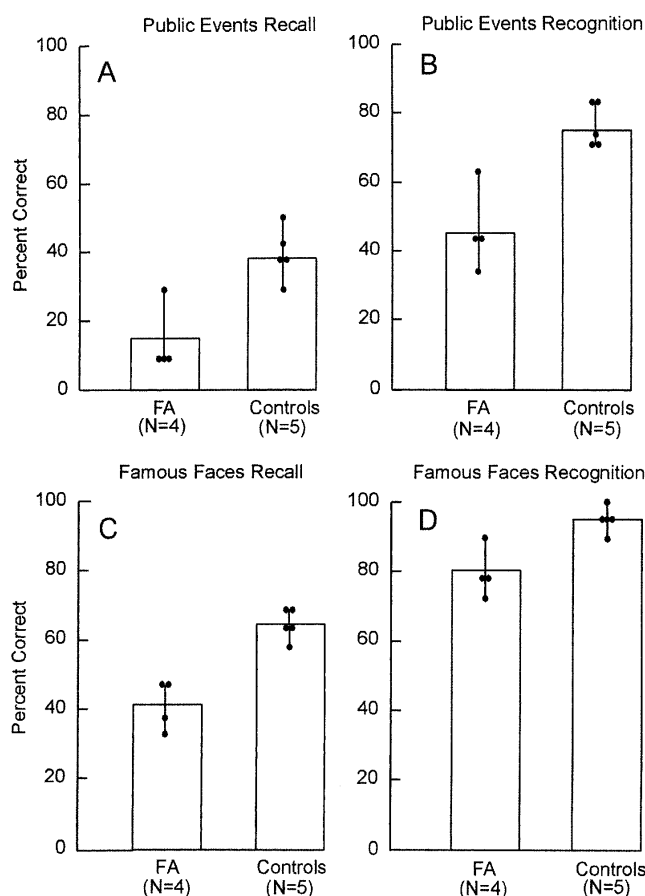 Public Events Recall
Public Events Recognition
A
B
100
80
60
40
20
0
Percent Correct
FA
(N=4)
Controls
(N=5)
100
80
60
40
20
0
FA
(N=4)
Controls
(N=5)
Famous Faces Recall
Famous Faces Recognition
C
D
100
80
60
40
20
0
Percent Correct
FA
(N=4)
Controls
(N=5)
100
80
60
40
20
0
FA
(N=4)
Controls
(N=5)